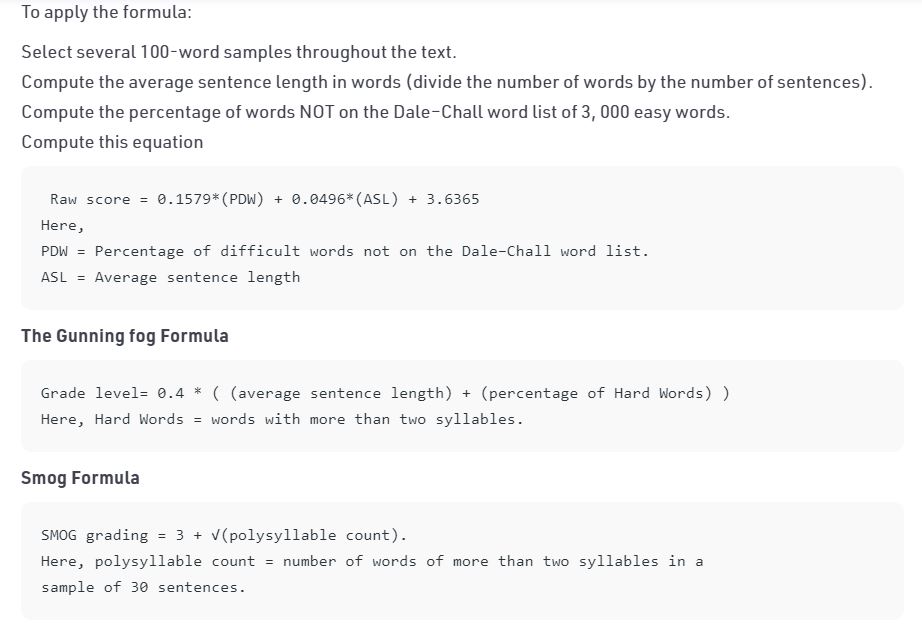 To apply the formula:
Select several 100-word samples throughout the text.
Compute the average sentence length in words (divide the number of words by the number of sentences).
Compute the percentage of words NOT on the Dale-Chall word list of 3, 000 easy words.
Compute this equation
Raw score = 0.1579*(PDW) + 0.0496*(ASL) + 3.6365
Here,
PDW = Percentage of difficult words not on the Dale–Chall word list.
ASL = Average sentence length
The Gunning fog Formula
Grade level= 0.4 * ( (average sentence length) + (percentage of Hard Words) )
Here, Hard Words = words with more than two syllables.
Smog Formula
SMOG grading = 3 + √(polysyllable count).
Here, polysyllable count = number of words of more than two syllables in a
sample of 30 sentences.